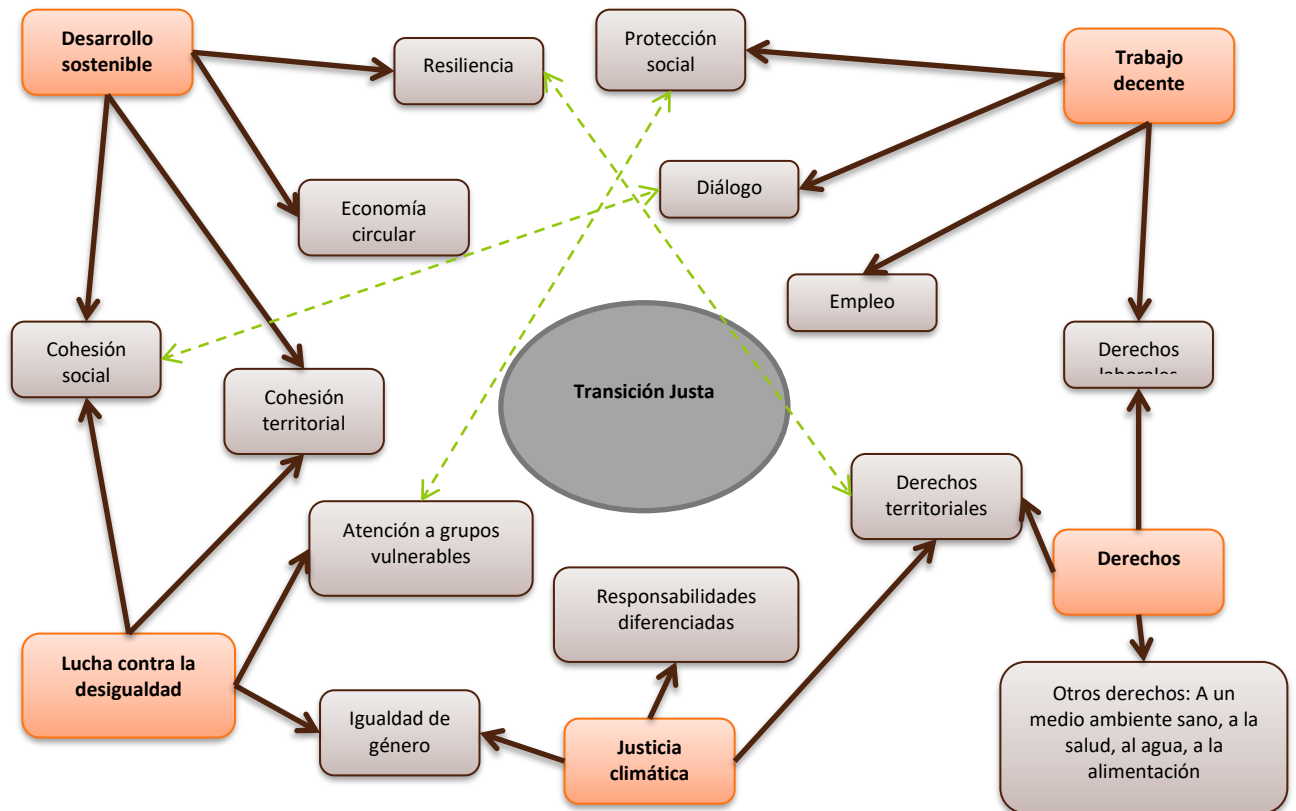 Desarrollo
sostenible
Resiliencia
Protección
social
Trabajo
decente
Diálogo
Economía
circular
Empleo
Cohesión
social
Cohesión
territorial
Transición Justa
Derechos
laborales
Atención a grupos
vulnerables
Derechos
territoriales
Derechos
Responsabilidades
diferenciadas
Lucha contra la
desigualdad
Igualdad de
género
Justicia
climática
Otros derechos: A un
medio ambiente sano, a la
salud, al agua, a la
alimentación